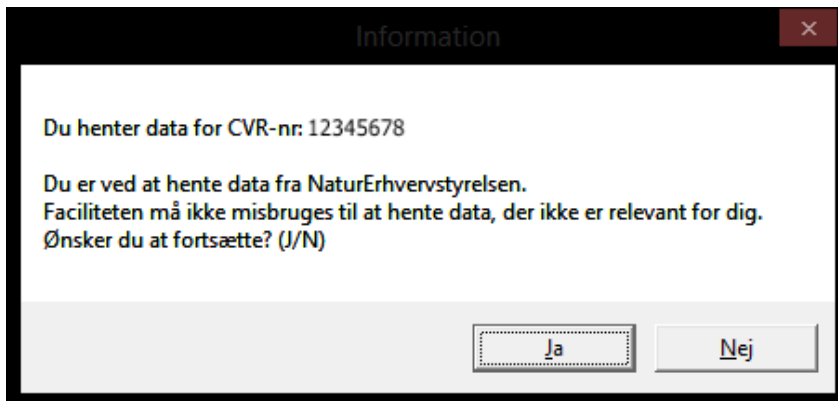 Information
Du henter data for CVR-nr: 12345678
Du er ved at hente data fra NaturErhvervstyrelsen.
Faciliteten må ikke misbruges til at hente data, der ikke er relevant for dig.
Ønsker du at fortsætte? (J/N)
Ja
Nej